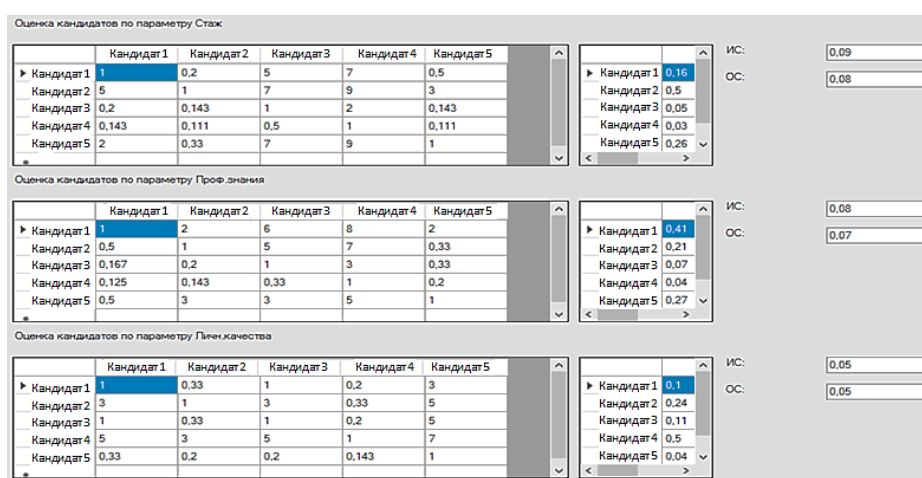 Оценка кандидатов по параметру Стаж
Кандидат1 Кандидат2 Кандидат3 Кандидат4 Кандидат5 ИС: 0,09
Кандидат1 1 0,2 5 7 0,5 Кандидат1 0,16 ОС: 0,08
Кандидат2 5 1 7 9 3 Кандидат2 0,5
Кандидат3 0,2 0,143 1 2 0,143 Кандидат3 0,05
Кандидат4 0,143 0,111 0,5 1 0,111 Кандидат4 0,03
Кандидат5 2 0,33 7 9 1 Кандидат5 0,26
Оценка кандидатов по параметру Проф.знания
Кандидат1 Кандидат2 Кандидат3 Кандидат4 Кандидат5 ИС: 0,08
Кандидат1 1 2 6 8 2 Кандидат1 0,41 ОС: 0,07
Кандидат2 0,5 1 5 7 0,33 Кандидат2 0,21
Кандидат3 0,167 0,2 1 3 0,33 Кандидат3 0,07
Кандидат4 0,125 0,143 0,33 1 0,2 Кандидат4 0,04
Кандидат5 0,5 3 3 5 1 Кандидат5 0,27
Оценка кандидатов по параметру Личн.качества
Кандидат1 Кандидат2 Кандидат3 Кандидат4 Кандидат5 ИС: 0,05
Кандидат1 1 0,33 1 0,2 3 Кандидат1 0,1 ОС: 0,05
Кандидат2 3 1 3 0,33 5 Кандидат2 0,24
Кандидат3 1 0,33 1 0,2 5 Кандидат3 0,11
Кандидат4 5 3 5 1 7 Кандидат4 0,5
Кандидат5 0,33 0,2 0,2 0,143 1 Кандидат5 0,04